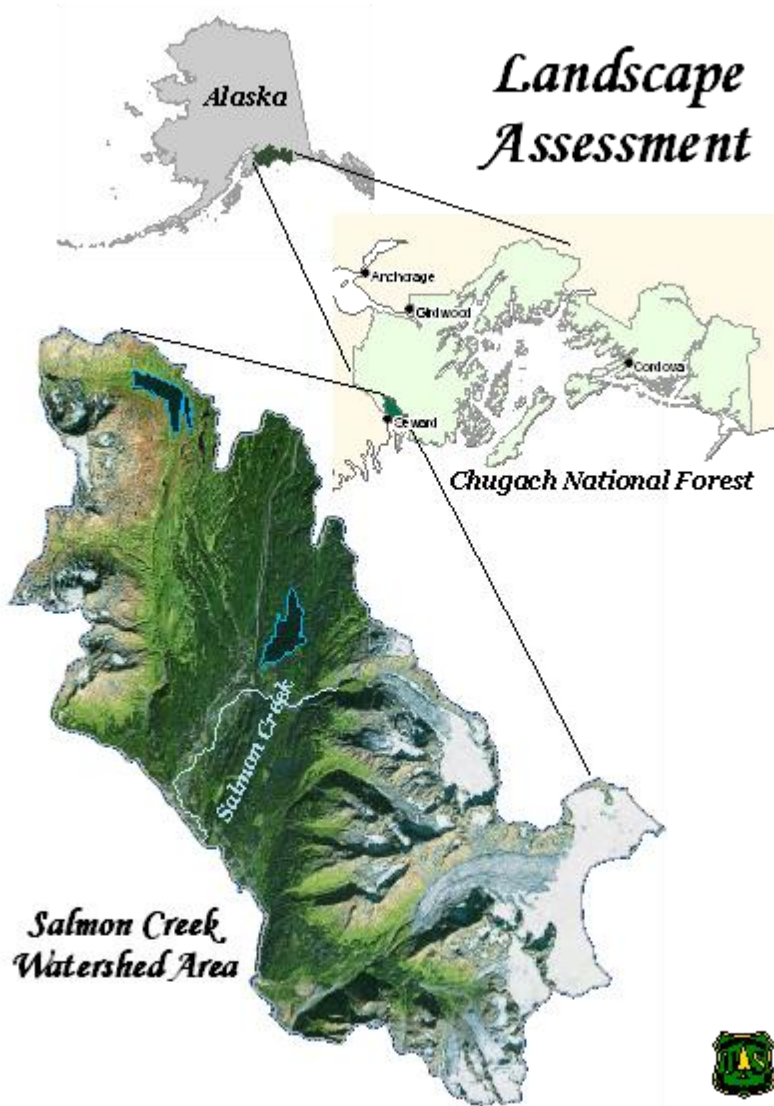 Landscape
Assessment
Alaska
Anchorage
Girdwood
Cordova
Seward
Chugach National Forest
Salmon Creek
Salmon Creek
Watershed Area
U S